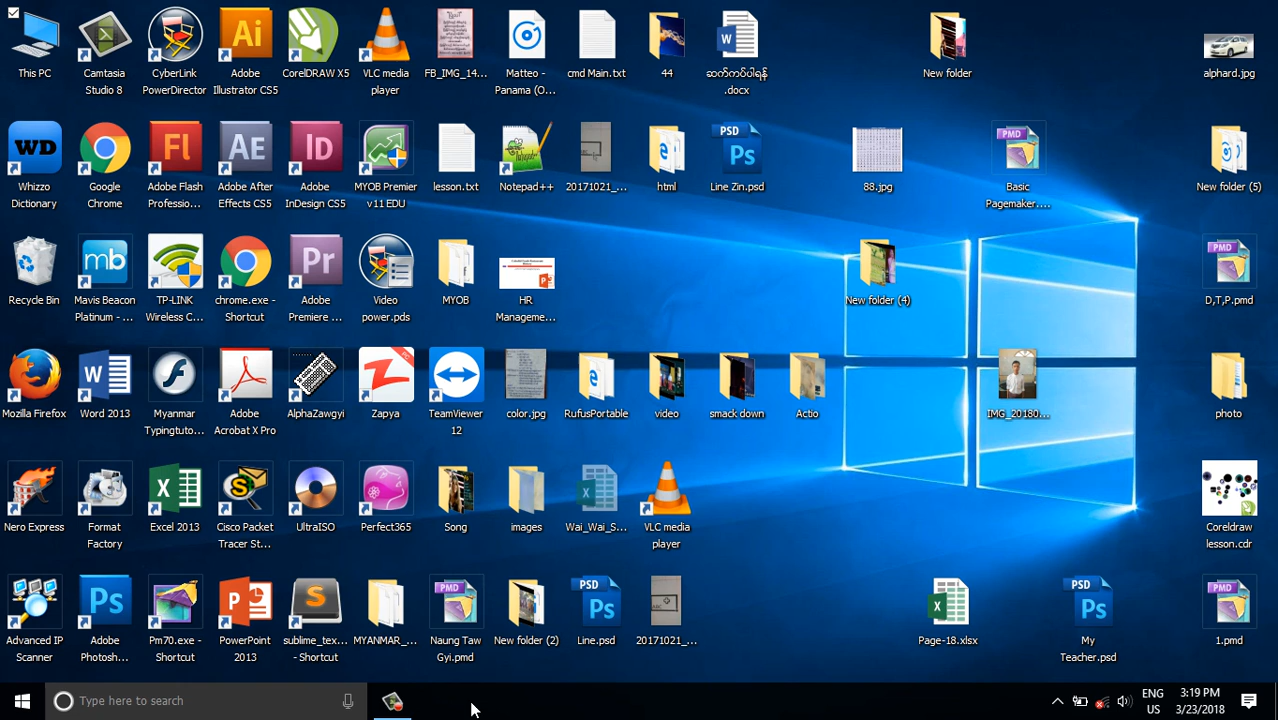 This PC
Camtasia
Studio 8
CyberLink
PowerDirector
Adobe
Illustrator CS5
CorelDRAW X5
VLC media
player
FB_IMG_14...
Matteo -
Panama (O...
cmd Main.txt
44
ဆက်ကပ်ပါရန်
.docx
New folder
alphard.jpg
Whizzo
Dictionary
Google
Chrome
Adobe Flash
Professio...
Adobe After
Effects CS5
Adobe
InDesign CS5
MYOB Premier
v11 EDU
lesson.txt
Notepad++
20171021_...
html
Line Zin.psd
88.jpg
Basic
Pagemaker....
New folder (5)
Recycle Bin
Mavis Beacon
Platinum - ...
TP-LINK
Wireless C...
chrome.exe -
Shortcut
Adobe
Premiere ...
Video
power.pds
MYOB
HR
Manageme...
New folder (4)
D,T,P.pmd
Mozilla Firefox
Word 2013
Myanmar
Typingtuto...
Adobe
Acrobat X Pro
AlphaZawgyi
Zapya
TeamViewer
12
color.jpg
RufusPortable
video
smack down
Actio
IMG_20180...
photo
Nero Express
Format
Factory
Excel 2013
Cisco Packet
Tracer St...
UltraISO
Perfect365
Song
images
Wai_Wai_S...
VLC media
player
Coreldraw
lesson.cdr
Advanced IP
Scanner
Adobe
Photosh...
Pm70.exe -
Shortcut
PowerPoint
2013
sublime_tex...
- Shortcut
MYANMAR_...
Naung Taw
Gyi.pmd
New folder (2)
Line.psd
20171021_...
Page-18.xlsx
My
Teacher.psd
1.pmd
Type here to search
ENG
US
3:19 PM
3/23/2018